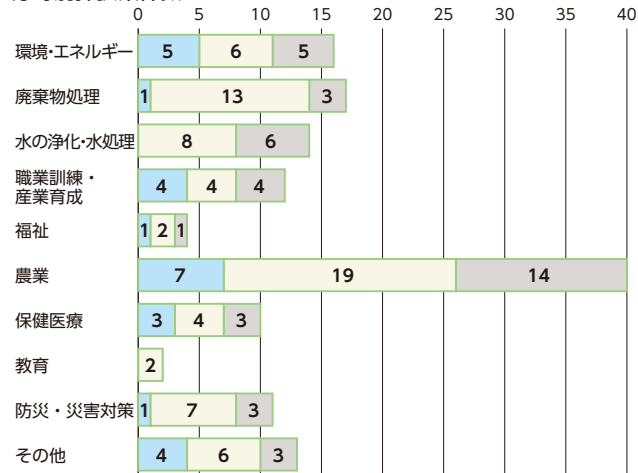 0 5 10 15 20 25 30 35 40
環境・エネルギー 5 6 5
廃棄物処理 1 13 3
水の浄化・水処理 8 6
職業訓練・
産業育成 4 4 4
福祉 1 2 1
農業 7 19 14
保健医療 3 4 3
教育 2
防災・災害対策 1 7 3
その他 4 6 3